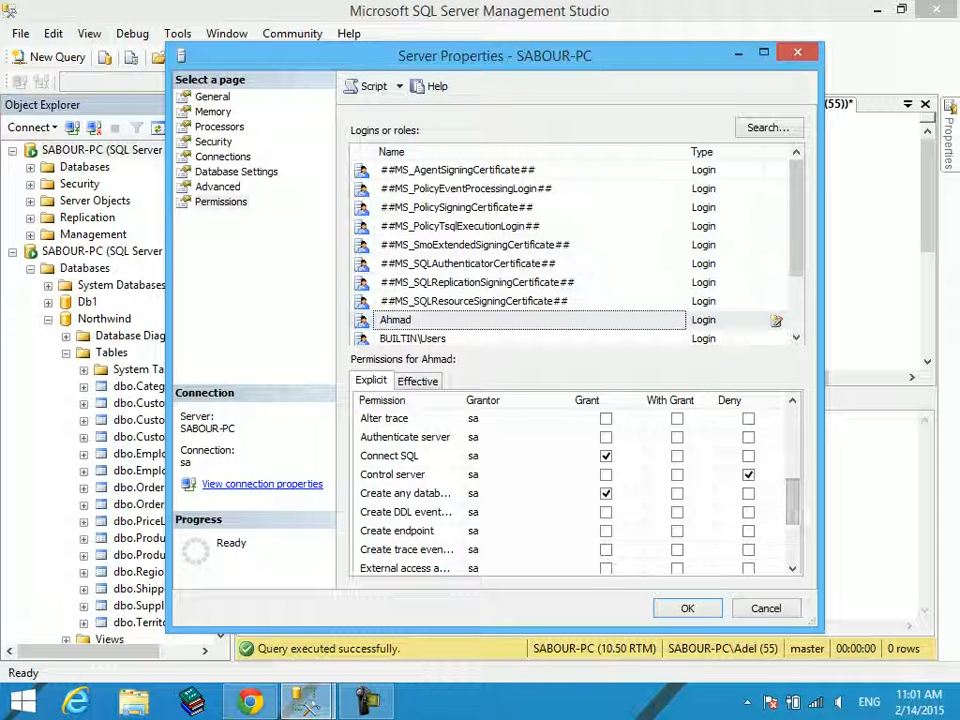 Microsoft SQL Server Management Studio
File Edit View Debug Tools Window Community Help
New Query
Object Explorer
Connect
SABOUR-PC (SQL Server
Databases
Security
Server Objects
Replication
Management
SABOUR-PC (SQL Server
Databases
System Databases
Db1
Northwind
Database Diag
Tables
System Ta
dbo.Categ
dbo.Custo
dbo.Custo
dbo.Custo
dbo.Emplo
dbo.Emplo
dbo.Order
dbo.Order
dbo.PriceL
dbo.Produ
dbo.Produ
dbo.Regio
dbo.Shipp
dbo.Suppl
dbo.Territo
Views
Server Properties - SABOUR-PC
Select a page
General
Memory
Processors
Security
Connections
Database Settings
Advanced
Permissions
Connection
Server:
SABOUR-PC
Connection:
sa
View connection properties
Progress
Ready
Script Help
Logins or roles:
Search...
Name Type
##MS_AgentSigningCertificate## Login
##MS_PolicyEventProcessingLogin## Login
##MS_PolicySigningCertificate## Login
##MS_PolicyTsqlExecutionLogin## Login
##MS_SmoExtendedSigningCertificate## Login
##MS_SQLAuthenticatorCertificate## Login
##MS_SQLReplicationSigningCertificate## Login
##MS_SQLResourceSigningCertificate## Login
Ahmad Login
BUILTIN\Users Login
Permissions for Ahmad:
Explicit Effective
Permission Grantor Grant With Grant Deny
Alter trace sa
Authenticate server sa
Connect SQL sa
Control server sa
Create any datab... sa
Create DDL event... sa
Create endpoint sa
Create trace even... sa
External access a... sa
OK Cancel
(55))*
Properties
Query executed successfully. SABOUR-PC (10.50 RTM) SABOUR-PC\Adel (55) master 00:00:00 0 rows
Ready
ENG
11:01 AM
2/14/2015